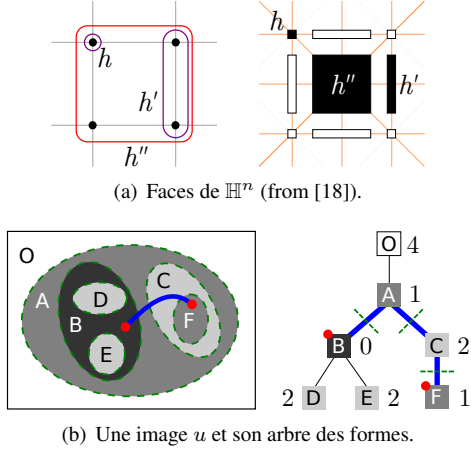 h
h
h'
h''
h'
h''
(a) Faces de ℍⁿ (from [18]).
O
O 4
A
C
A 1
D
B
F
B 0
C 2
E
2 D
E 2
F 1
(b) Une image u et son arbre des formes.